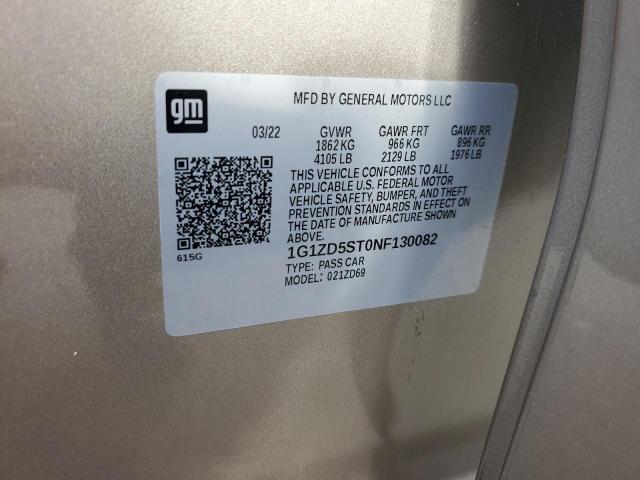 gm
MFD BY GENERAL MOTORS LLC
03/22 GVWR GAWR FRT GAWR RR
1862 KG 966 KG 896 KG
4105 LB 2129 LB 1976 LB
THIS VEHICLE CONFORMS TO ALL
APPLICABLE U.S. FEDERAL MOTOR
VEHICLE SAFETY, BUMPER, AND THEFT
PREVENTION STANDARDS IN EFFECT ON
THE DATE OF MANUFACTURE SHOWN
ABOVE.
1G1ZD5ST0NF130082
TYPE: PASS CAR
MODEL: 021ZD69
615G